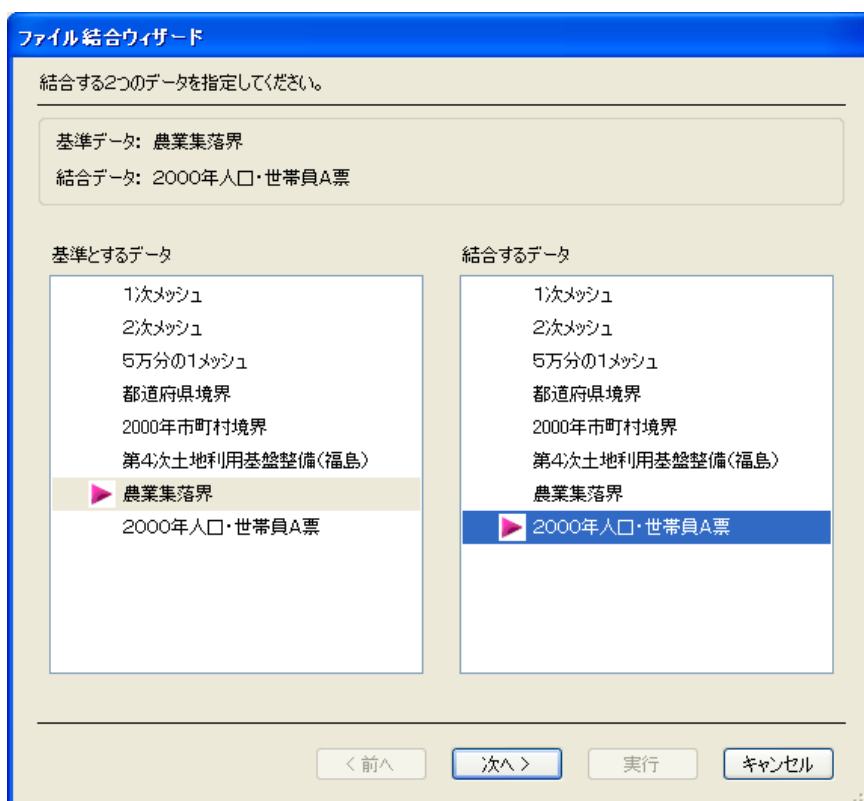 ファイル結合ウィザード
結合する2つのデータを指定してください。
基準データ: 農業集落界
結合データ: 2000年人口・世帯員A票
基準とするデータ
1次メッシュ
2次メッシュ
5万分の1メッシュ
都道府県境界
2000年市町村境界
第4次土地利用基盤整備(福島)
農業集落界
2000年人口・世帯員A票
結合するデータ
1次メッシュ
2次メッシュ
5万分の1メッシュ
都道府県境界
2000年市町村境界
第4次土地利用基盤整備(福島)
農業集落界
2000年人口・世帯員A票
< 前へ
次へ >
実行
キャンセル